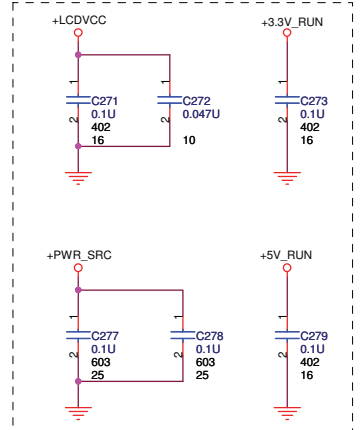 +LCDVCC
+3.3V_RUN
1
1
1
C271
C272
C273
0.1U
0.047U
0.1U
2
2
2
402
402
16
10
16
+PWR_SRC
+5V_RUN
1
1
1
C277
C278
C279
0.1U
0.1U
0.1U
2
2
2
603
603
402
25
25
16